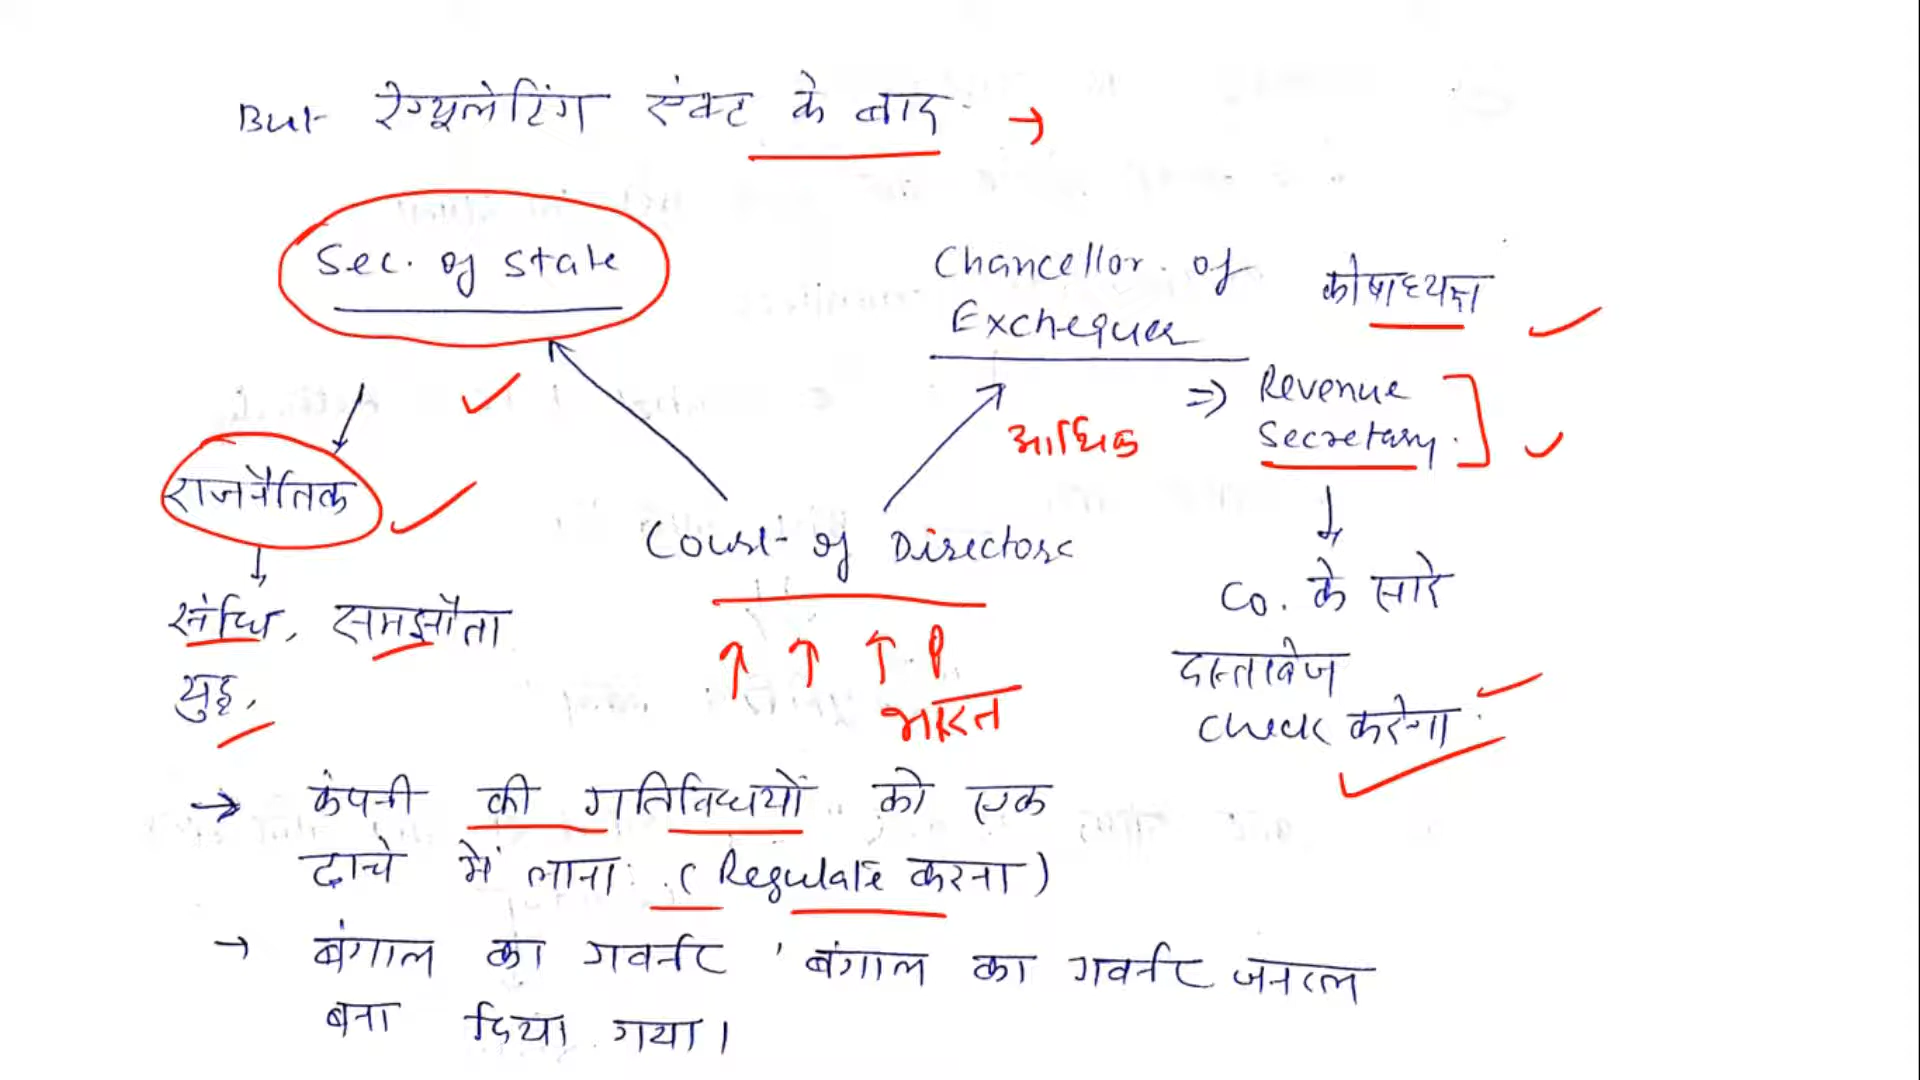 But रेग्यूलेटिंग एक्ट के बाद →
Sec. of State
Chancellor of
Exchequer
कोषाध्यक्ष
⇒ Revenue
Secretary.
आर्थिक
राजनैतिक
Court of Directors
संधि, समझौता
युद्ध,
भारत
Co. के सारे
दस्तावेज
check करेगा
→ कंपनी की गतिविधयों को एक
ढाचे में लाना (Regulate करना)
→ बंगाल का गवर्नर 'बंगाल का गवर्नर जनरल
बना दिया गया।